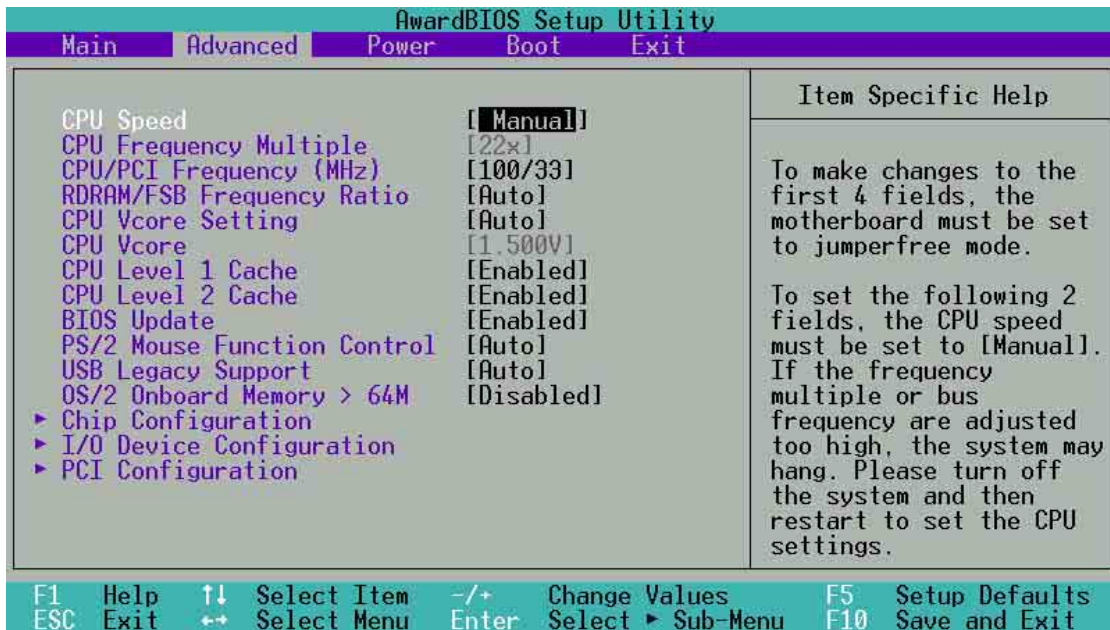 AwardBIOS Setup Utility
Main Advanced Power Boot Exit
CPU Speed [ Manual]
CPU Frequency Multiple [22x]
CPU/PCI Frequency (MHz) [100/33]
RDRAM/FSB Frequency Ratio [Auto]
CPU Vcore Setting [Auto]
CPU Vcore [1.500V]
CPU Level 1 Cache [Enabled]
CPU Level 2 Cache [Enabled]
BIOS Update [Enabled]
PS/2 Mouse Function Control [Auto]
USB Legacy Support [Auto]
OS/2 Onboard Memory > 64M [Disabled]
▶ Chip Configuration
▶ I/O Device Configuration
▶ PCI Configuration
Item Specific Help
To make changes to the
first 4 fields, the
motherboard must be set
to jumperfree mode.
To set the following 2
fields, the CPU speed
must be set to [Manual].
If the frequency
multiple or bus
frequency are adjusted
too high, the system may
hang. Please turn off
the system and then
restart to set the CPU
settings.
F1 Help ↑↓ Select Item -/+ Change Values F5 Setup Defaults
ESC Exit ←→ Select Menu Enter Select ▶ Sub-Menu F10 Save and Exit